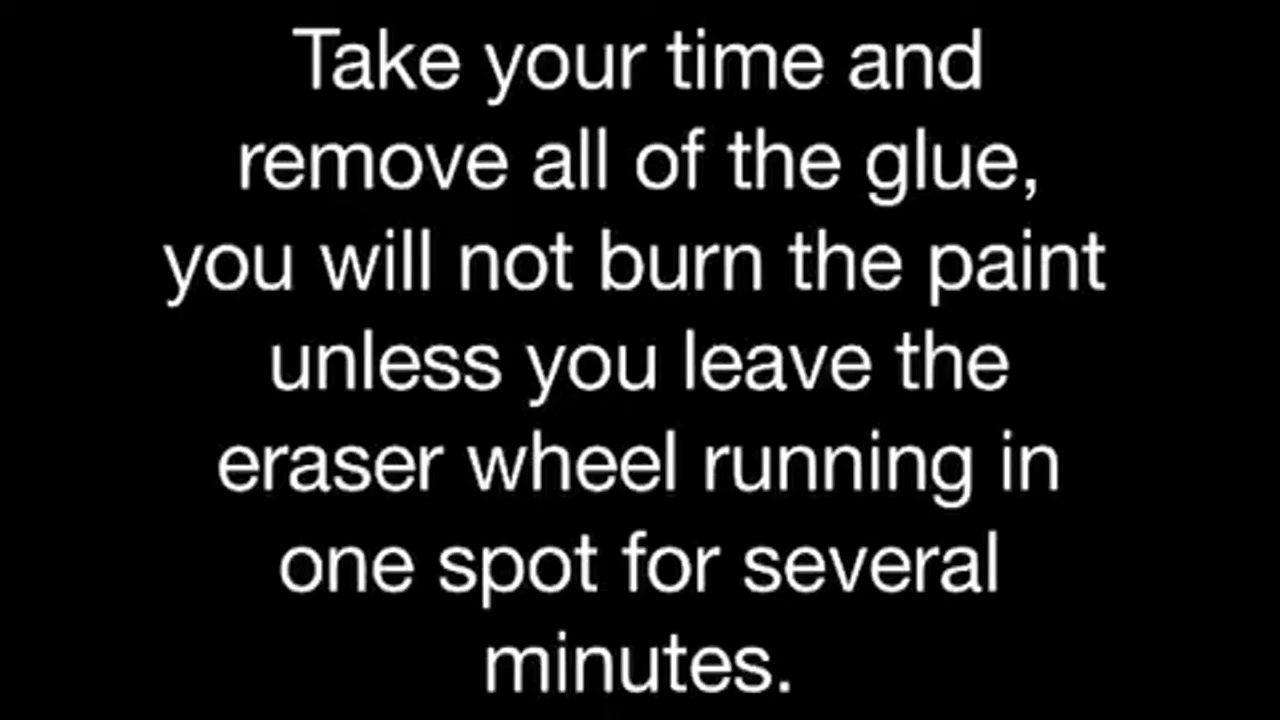 Take your time and
remove all of the glue,
you will not burn the paint
unless you leave the
eraser wheel running in
one spot for several
minutes.